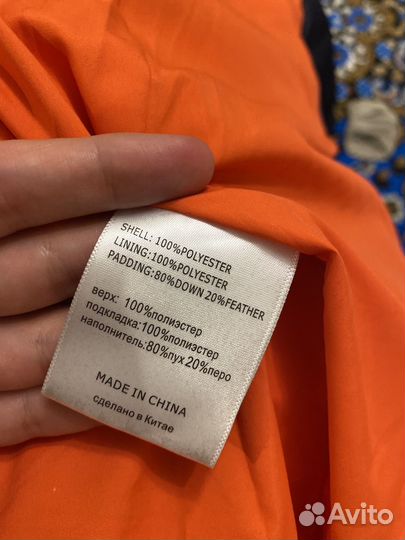 SHELL: 100%POLYESTER
LINING:100%POLYESTER
PADDING:80%DOWN 20%FEATHER
верх: 100%полиэстер
подкладка:100%полиэстер
наполнитель:80%пух 20%перо
MADE IN CHINA
сделано в Китае
Avito